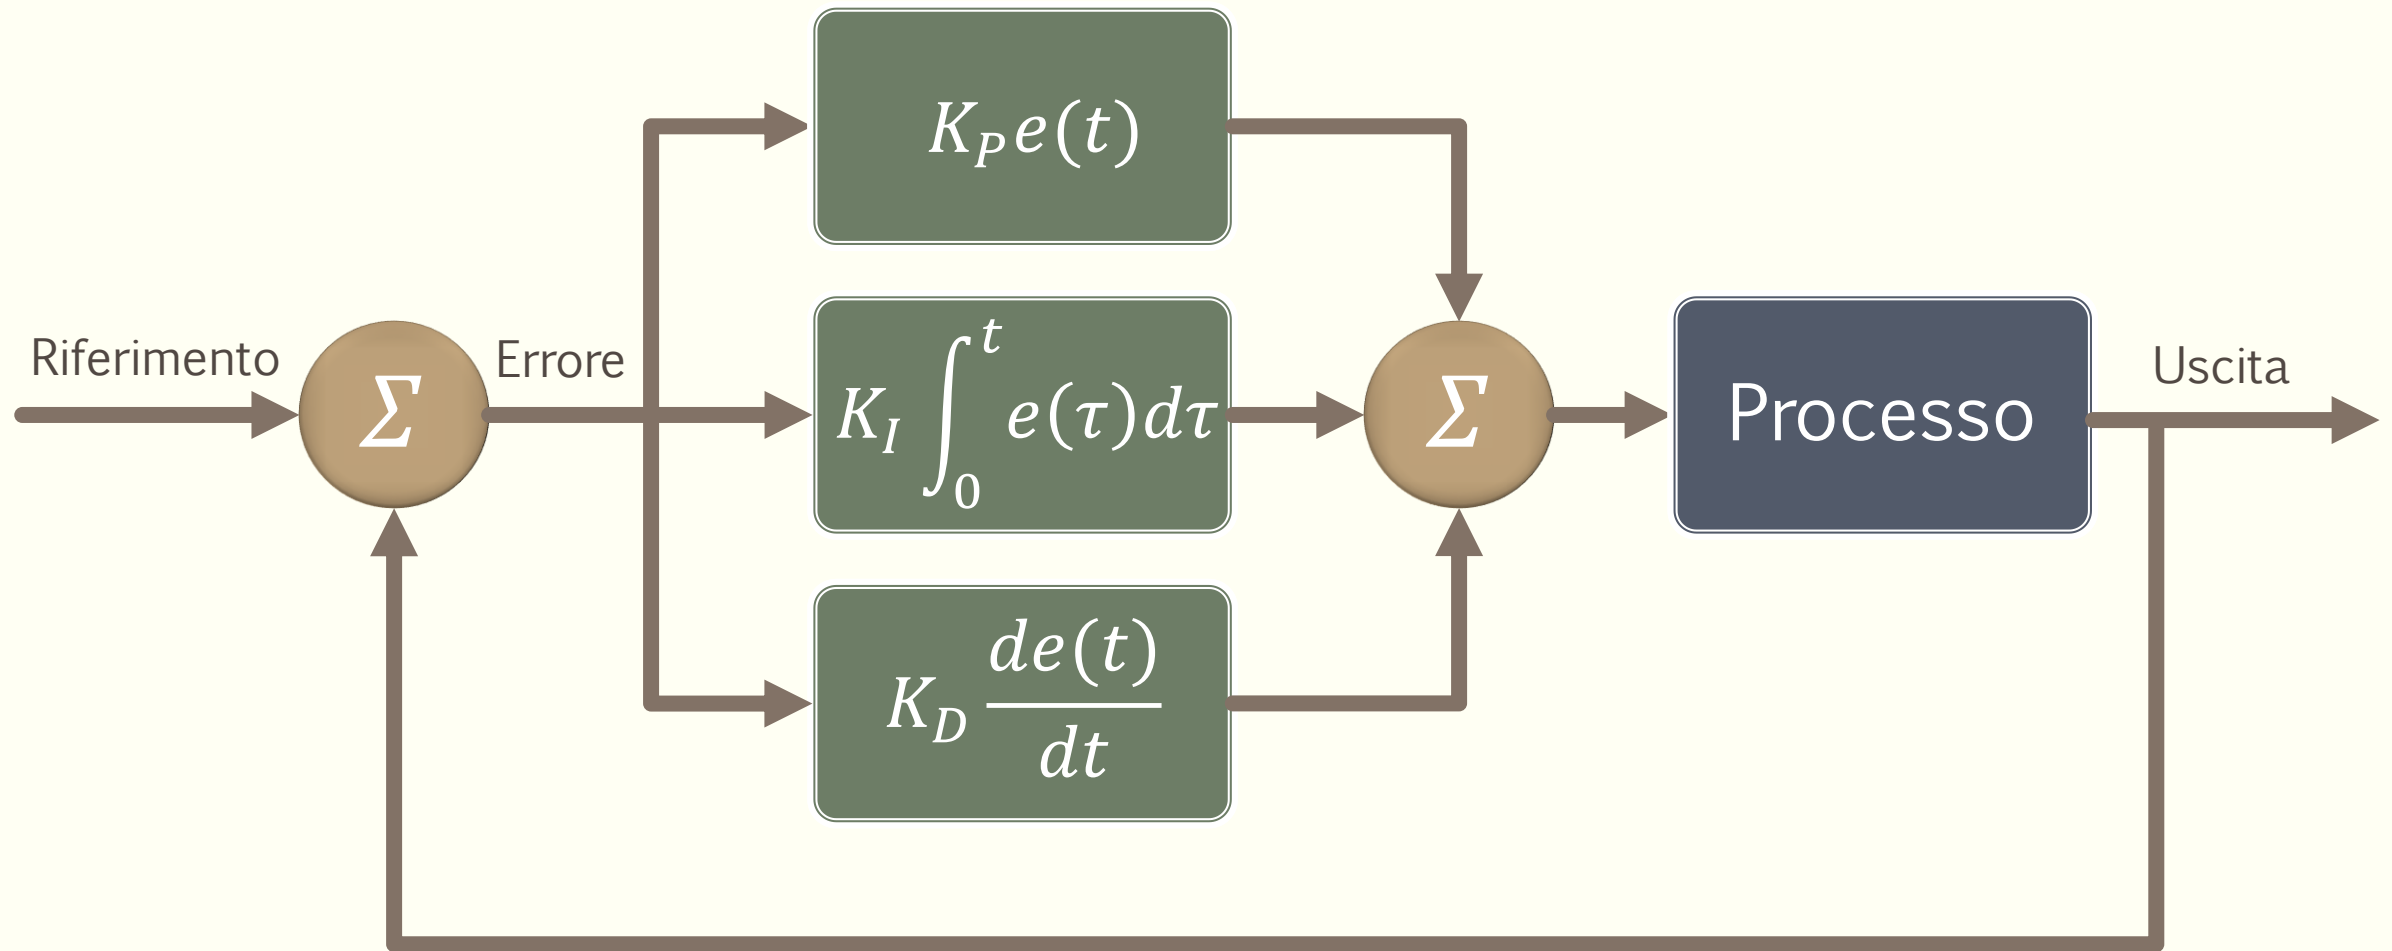 K_P e(t)
Riferimento
Σ
Errore
K_I ∫_0^t e(τ)dτ
Σ
Processo
Uscita
K_D de(t)/dt